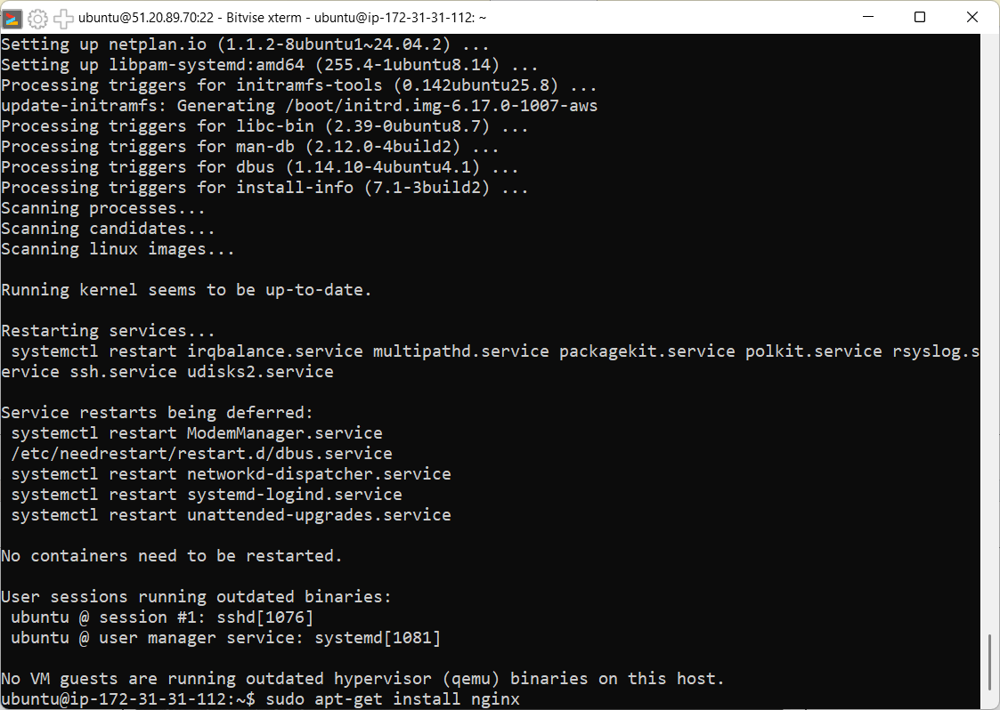 ubuntu@51.20.89.70:22 - Bitvise xterm - ubuntu@ip-172-31-31-112: ~
Setting up netplan.io (1.1.2-8ubuntu1~24.04.2) ...
Setting up libpam-systemd:amd64 (255.4-1ubuntu8.14) ...
Processing triggers for initramfs-tools (0.142ubuntu25.8) ...
update-initramfs: Generating /boot/initrd.img-6.17.0-1007-aws
Processing triggers for libc-bin (2.39-0ubuntu8.7) ...
Processing triggers for man-db (2.12.0-4build2) ...
Processing triggers for dbus (1.14.10-4ubuntu4.1) ...
Processing triggers for install-info (7.1-3build2) ...
Scanning processes...
Scanning candidates...
Scanning linux images...
Running kernel seems to be up-to-date.
Restarting services...
 systemctl restart irqbalance.service multipathd.service packagekit.service polkit.service rsyslog.s
ervice ssh.service udisks2.service
Service restarts being deferred:
 systemctl restart ModemManager.service
 /etc/needrestart/restart.d/dbus.service
 systemctl restart networkd-dispatcher.service
 systemctl restart systemd-logind.service
 systemctl restart unattended-upgrades.service
No containers need to be restarted.
User sessions running outdated binaries:
 ubuntu @ session #1: sshd[1076]
 ubuntu @ user manager service: systemd[1081]
No VM guests are running outdated hypervisor (qemu) binaries on this host.
ubuntu@ip-172-31-31-112:~$ sudo apt-get install nginx